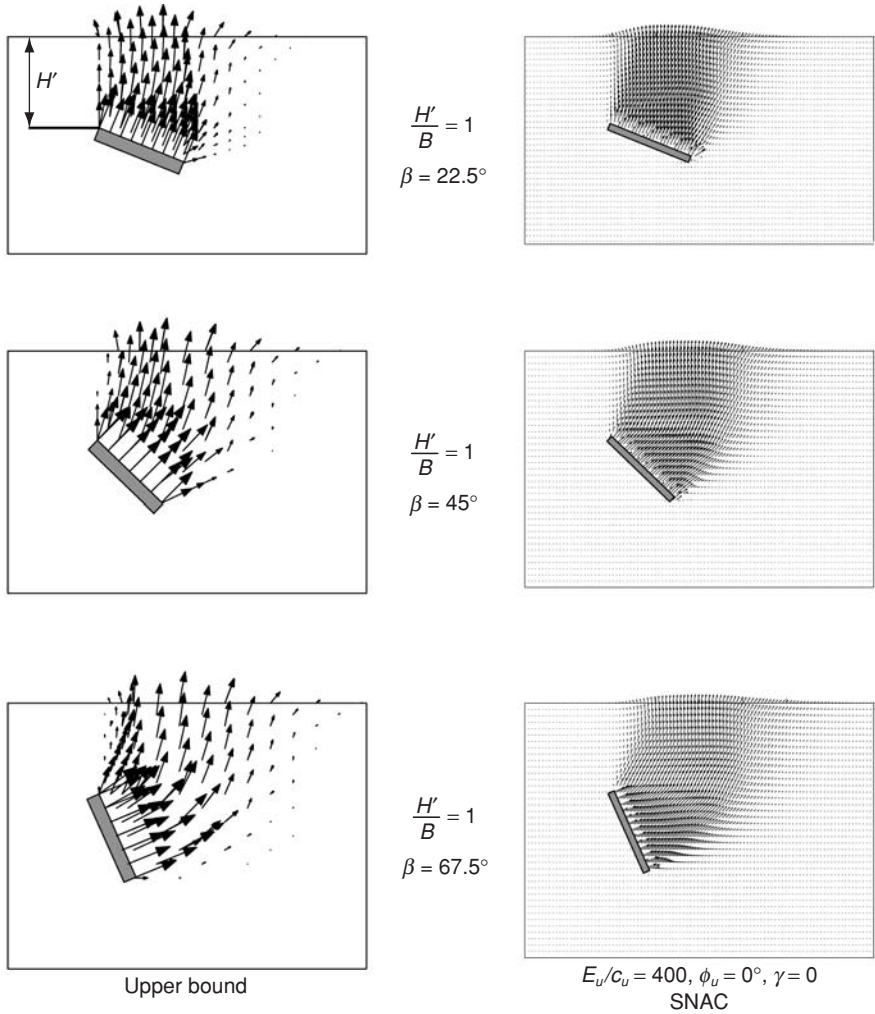 H′
H′/B = 1
β = 22.5°
H′/B = 1
β = 45°
H′/B = 1
β = 67.5°
Upper bound
E_u/c_u = 400, ϕ_u = 0°, γ = 0
SNAC